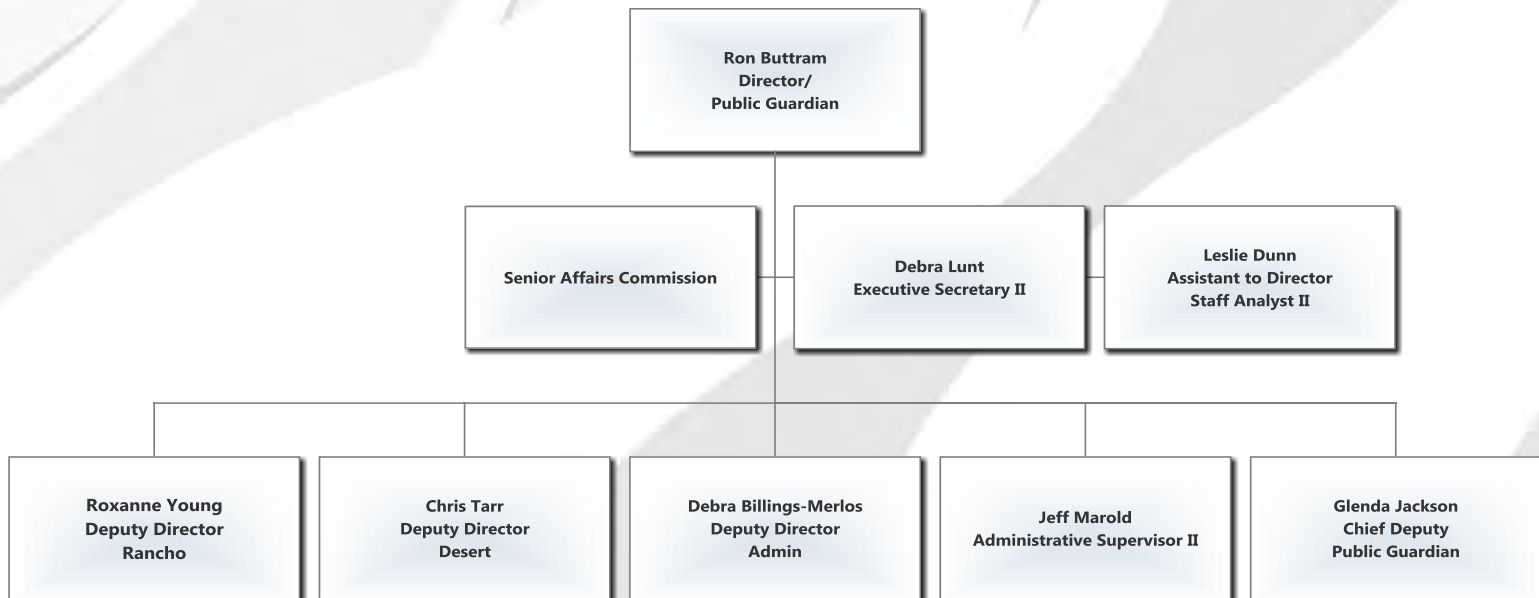 Ron Buttram
Director/
Public Guardian
Senior Affairs Commission
Debra Lunt
Executive Secretary II
Leslie Dunn
Assistant to Director
Staff Analyst II
Roxanne Young
Deputy Director
Rancho
Chris Tarr
Deputy Director
Desert
Debra Billings-Merlos
Deputy Director
Admin
Jeff Marold
Administrative Supervisor II
Glenda Jackson
Chief Deputy
Public Guardian